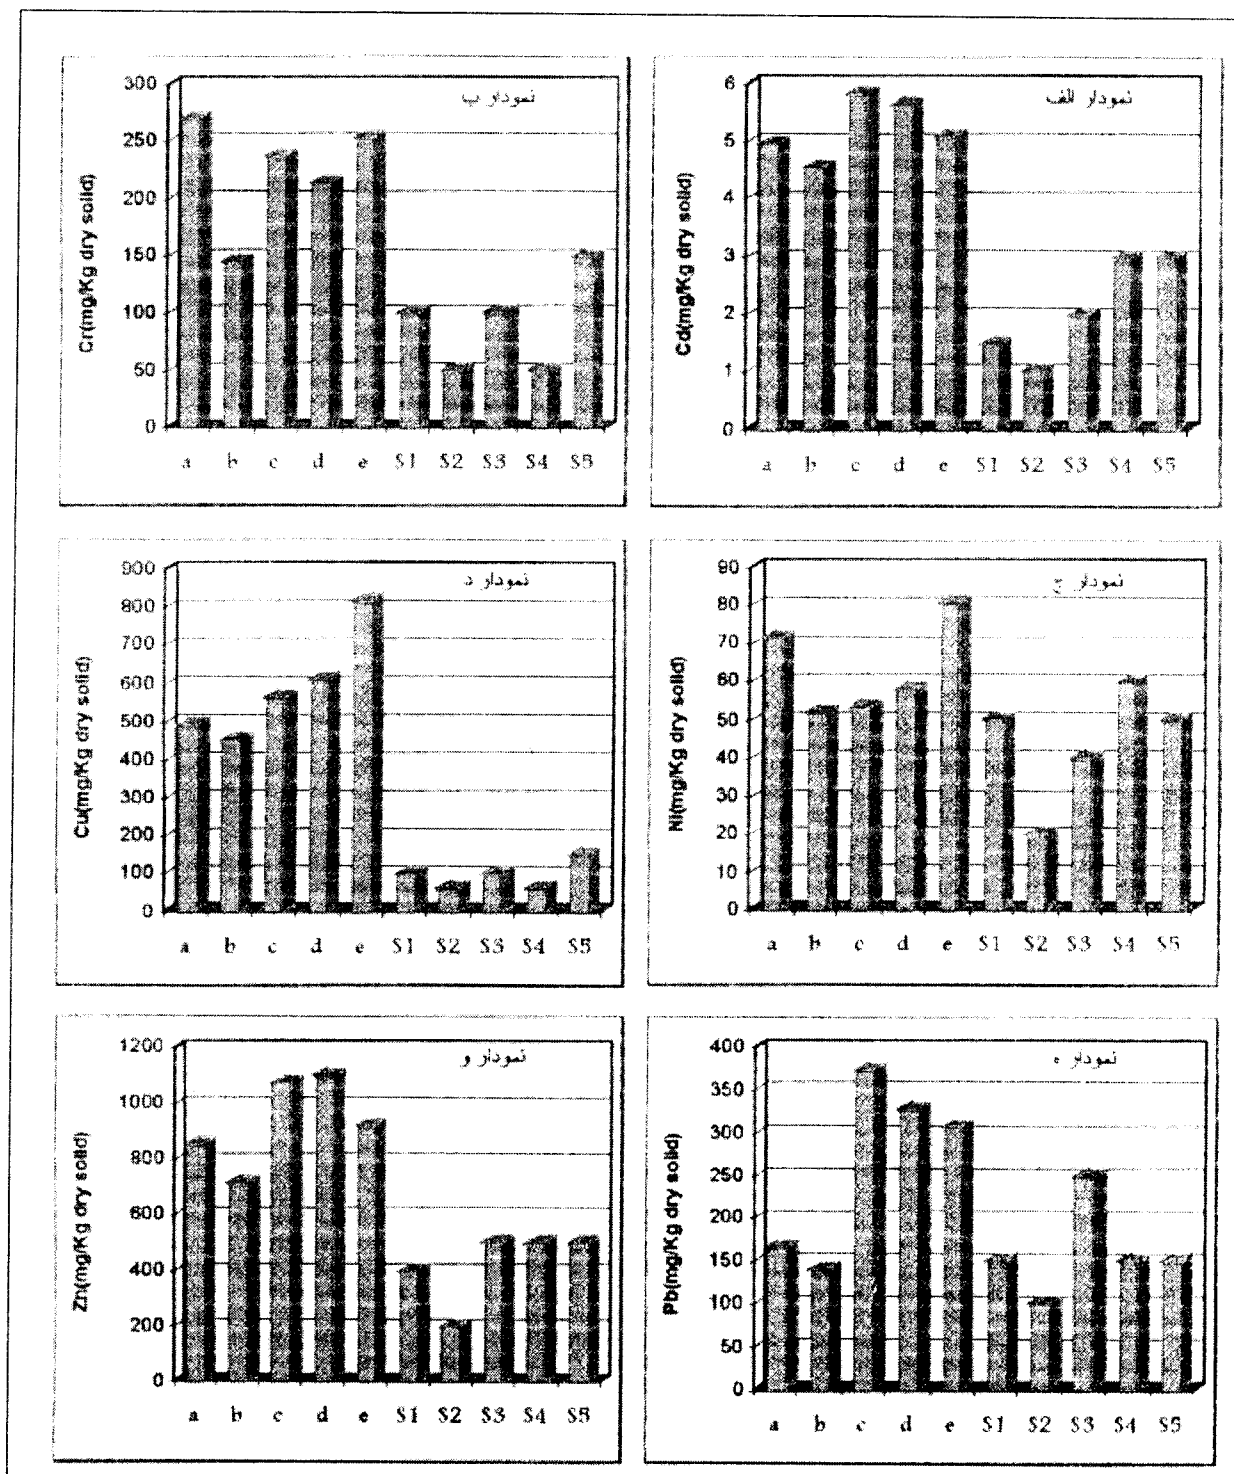 نمودار ب
Cr(mg/Kg dry solid)
300
250
200
150
100
50
0
a b c d e S1 S2 S3 S4 S5
نمودار الف
Cd(mg/Kg dry solid)
6
5
4
3
2
1
0
a b c d e S1 S2 S3 S4 S5
نمودار د
Cu(mg/Kg dry solid)
900
800
700
600
500
400
300
200
100
0
a b c d e S1 S2 S3 S4 S5
نمودار ج
Ni(mg/Kg dry solid)
90
80
70
60
50
40
30
20
10
0
a b c d e S1 S2 S3 S4 S5
نمودار و
Zn(mg/Kg dry solid)
1200
1000
800
600
400
200
0
a b c d e S1 S2 S3 S4 S5
نمودار ه
Pb(mg/Kg dry solid)
400
350
300
250
200
150
100
50
0
a b c d e S1 S2 S3 S4 S5